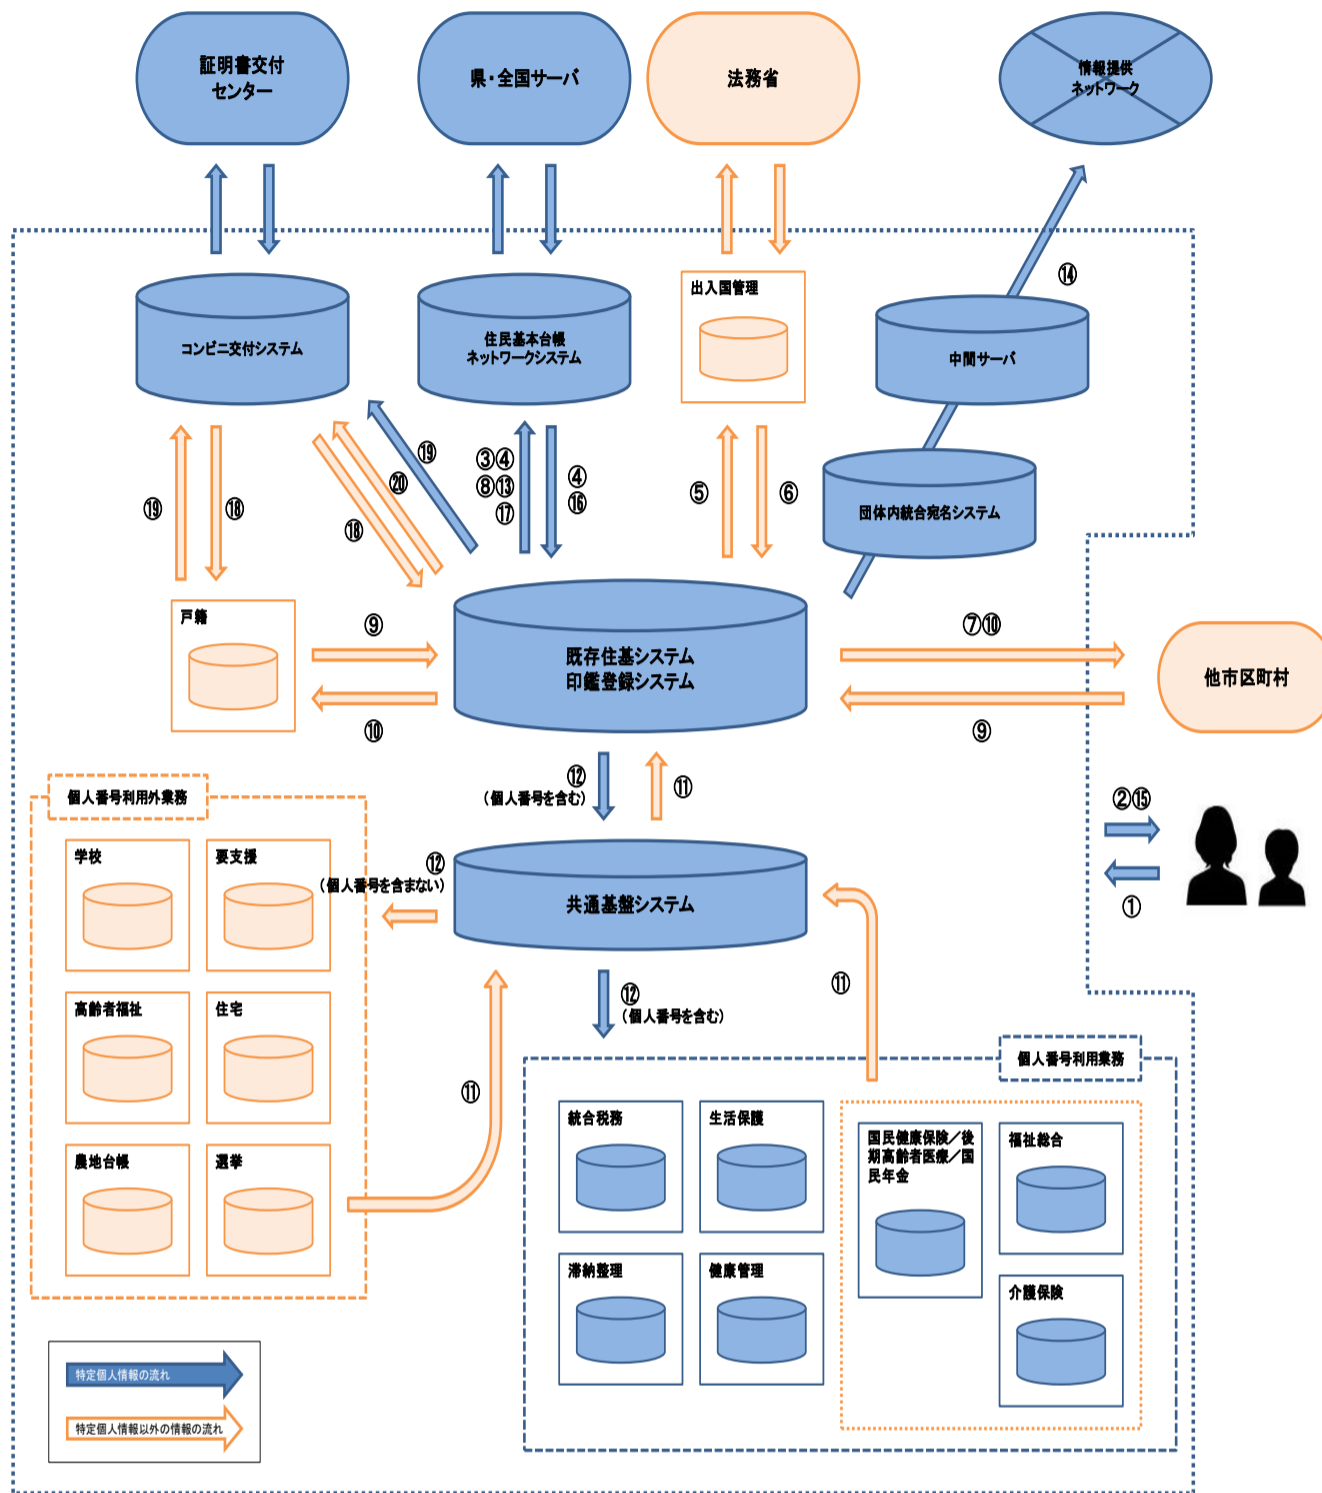 証明書交付
センター
県・全国サーバ
法務省
情報提供
ネットワーク
⑭
コンビニ交付システム
住民基本台帳
ネットワークシステム
出入国管理
中間サーバ
⑲
⑱
⑱
⑳
⑲
③④
⑧⑬
⑰
④
⑯
⑤
⑥
団体内統合宛名システム
戸籍
⑨
⑩
既存住基システム
印鑑登録システム
⑦⑩
⑨
他市区町村
⑫
（個人番号を含む）
⑪
②⑮
①
個人番号利用外業務
学校
要支援
高齢者福祉
住宅
農地台帳
選挙
⑫
（個人番号を含まない）
共通基盤システム
⑪
⑫
（個人番号を含む）
⑪
個人番号利用業務
統合税務
生活保護
国民健康保険／後
期高齢者医療／国
民年金
福祉総合
滞納整理
健康管理
介護保険
特定個人情報の流れ
特定個人情報以外の情報の流れ